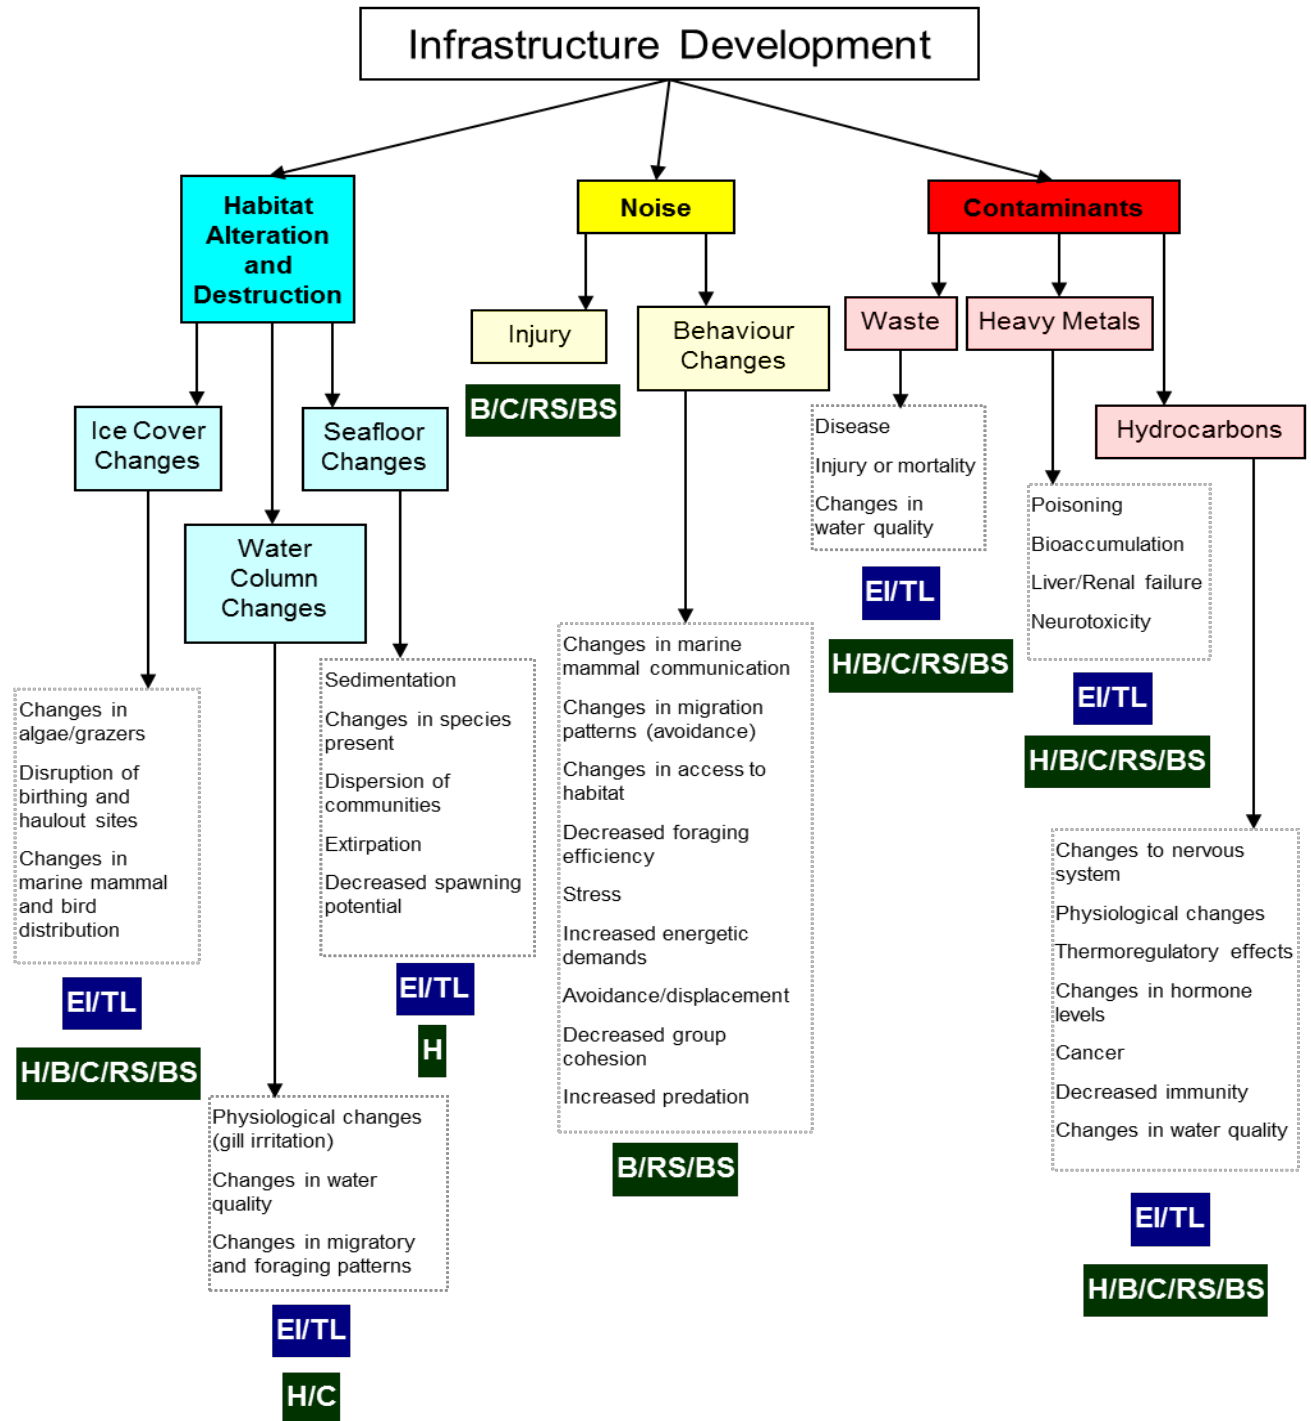 Infrastructure Development
Habitat
Alteration
and
Destruction
Noise
Contaminants
Injury
Behaviour
Changes
Waste
Heavy Metals
Hydrocarbons
B/C/RS/BS
Ice Cover
Changes
Seafloor
Changes
Water
Column
Changes
Disease
Injury or mortality
Changes in
water quality
EI/TL
H/B/C/RS/BS
Poisoning
Bioaccumulation
Liver/Renal failure
Neurotoxicity
EI/TL
H/B/C/RS/BS
Changes in
algae/grazers
Disruption of
birthing and
haulout sites
Changes in
marine mammal
and bird
distribution
EI/TL
H/B/C/RS/BS
Sedimentation
Changes in species
present
Dispersion of
communities
Extirpation
Decreased spawning
potential
EI/TL
H
Changes in marine
mammal communication
Changes in migration
patterns (avoidance)
Changes in access to
habitat
Decreased foraging
efficiency
Stress
Increased energetic
demands
Avoidance/displacement
Decreased group
cohesion
Increased predation
B/RS/BS
Changes to nervous
system
Physiological changes
Thermoregulatory effects
Changes in hormone
levels
Cancer
Decreased immunity
Changes in water quality
EI/TL
H/B/C/RS/BS
Physiological changes
(gill irritation)
Changes in water
quality
Changes in migratory
and foraging patterns
EI/TL
H/C